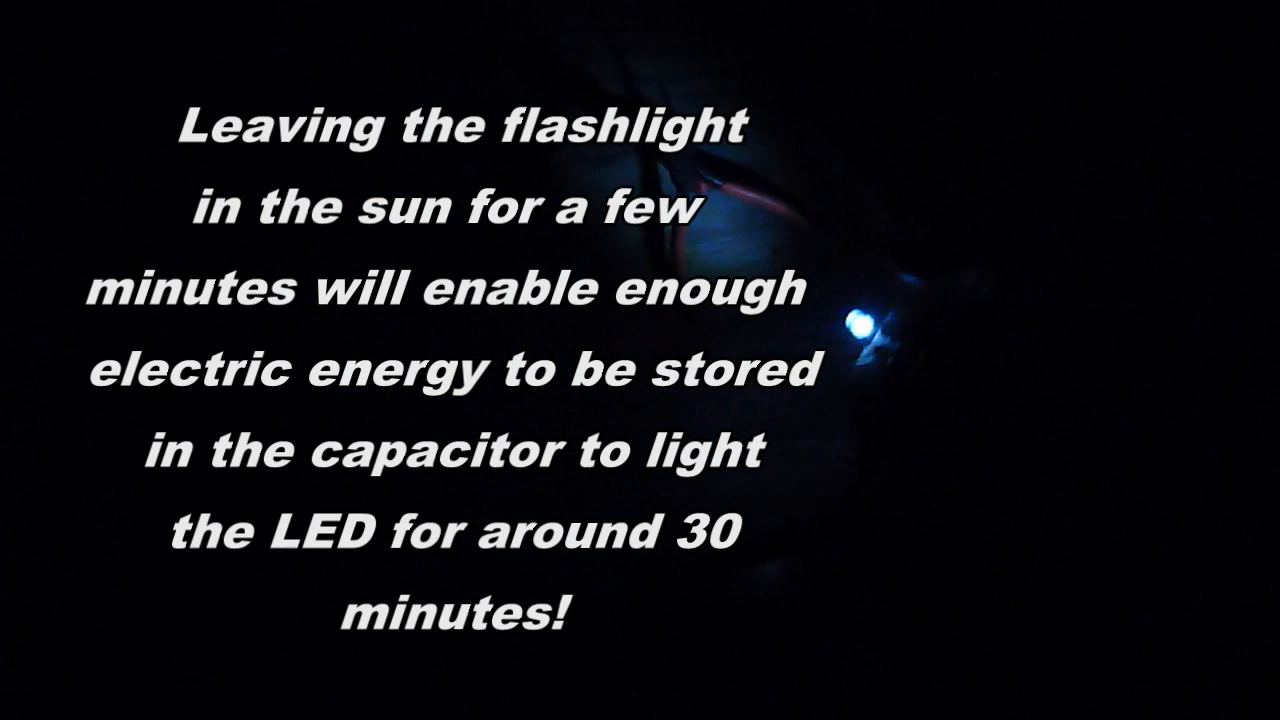 Leaving the flashlight
in the sun for a few
minutes will enable enough
electric energy to be stored
in the capacitor to light
the LED for around 30
minutes!